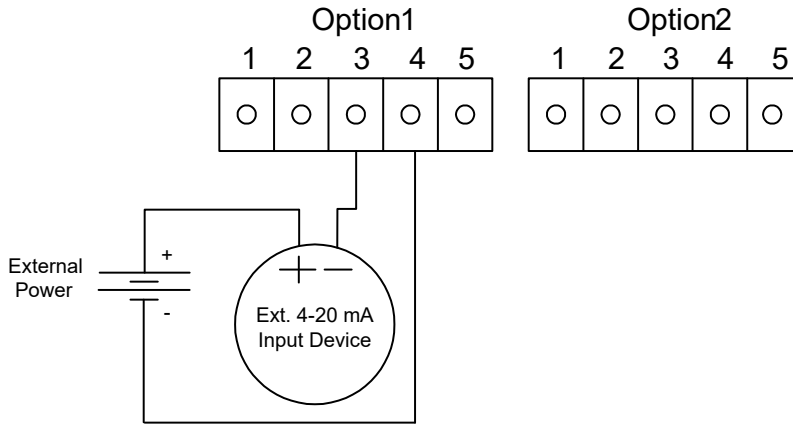 Option1 Option2
1 2 3 4 5 1 2 3 4 5
External
Power
+
-
+ −
Ext. 4-20 mA
Input Device